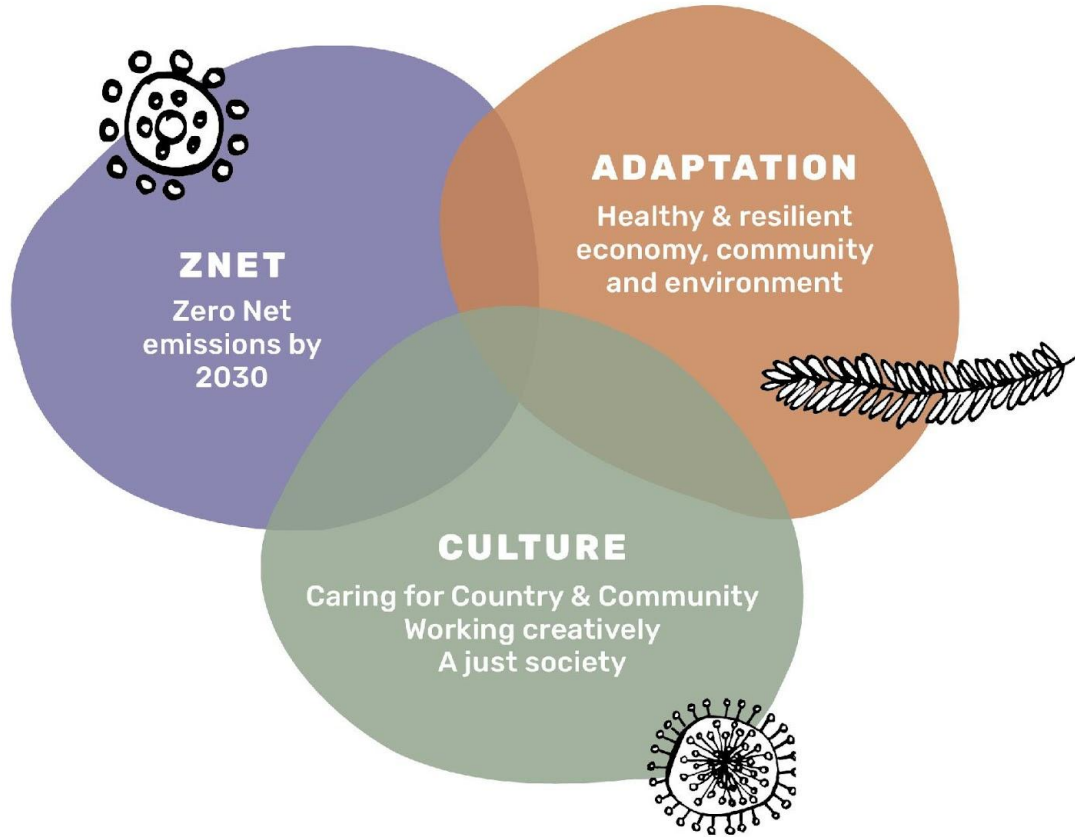 ZNET
Zero Net
emissions by
2030
ADAPTATION
Healthy & resilient
economy, community
and environment
CULTURE
Caring for Country & Community
Working creatively
A just society